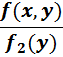 f(x, y)
f₂(y)